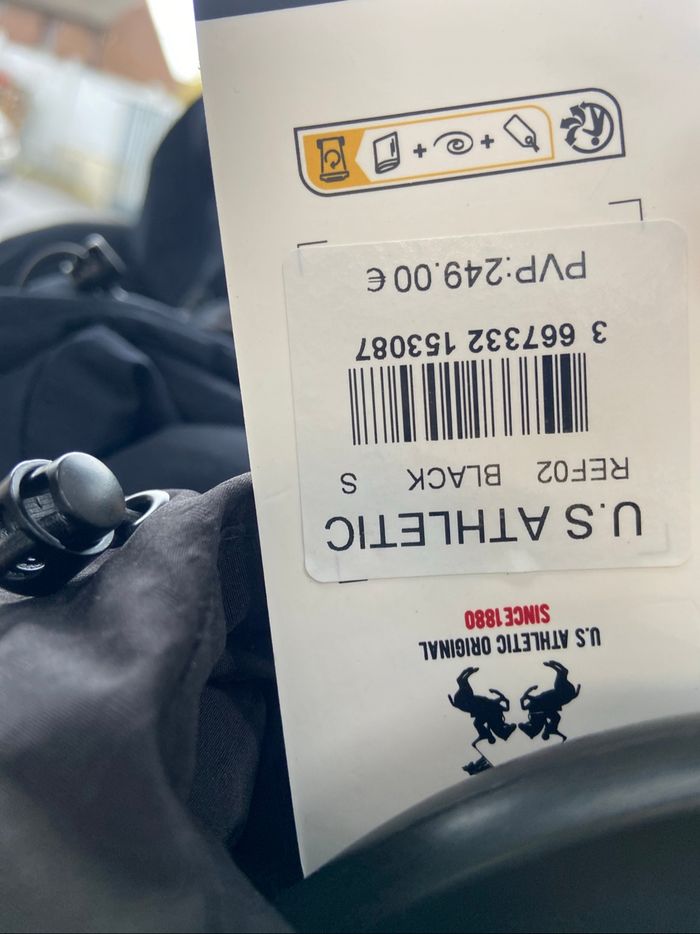 U.S ATHLETIC ORIGINAL
SINCE 1880
U.S ATHLETIC
REF02 BLACK S
3 667332 153087
PVP:249.00 €
+ +